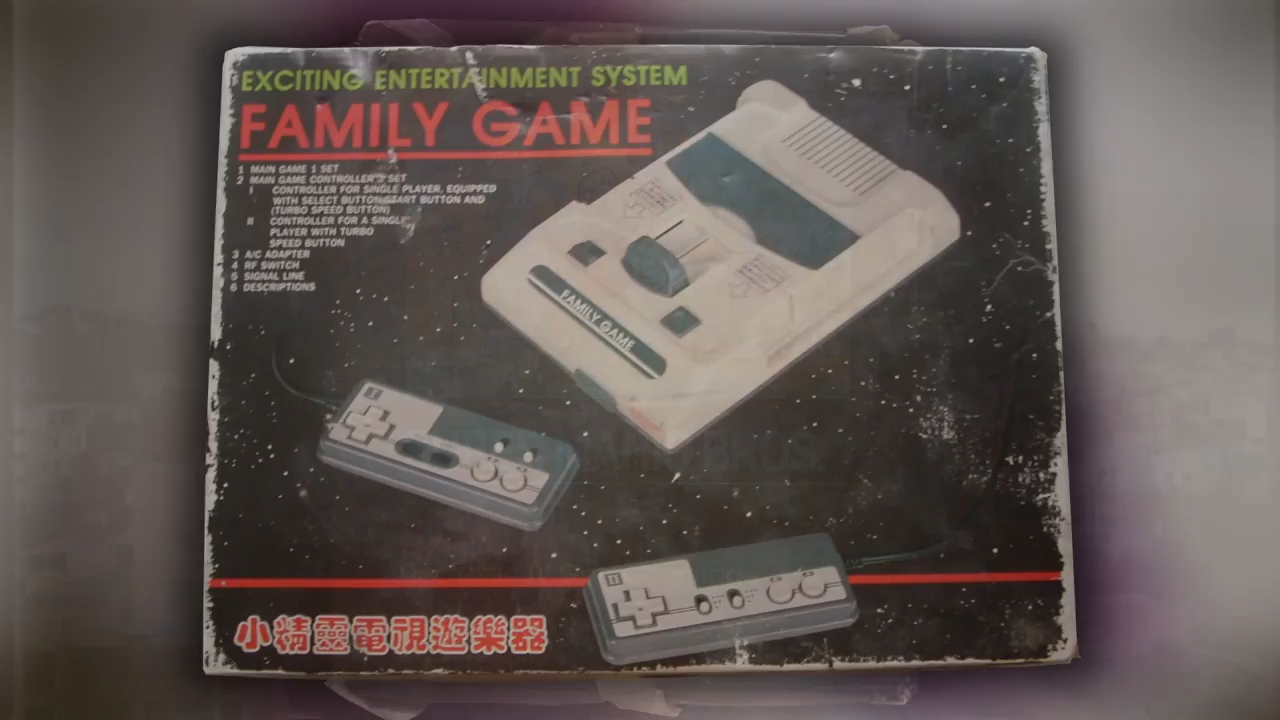 EXCITING ENTERTAINMENT SYSTEM
FAMILY GAME
1 MAIN GAME 1 SET
2 MAIN GAME CONTROLLER 2 SET
I CONTROLLER FOR SINGLE PLAYER, EQUIPPED
WITH SELECT BUTTON START BUTTON AND
(TURBO SPEED BUTTON)
II CONTROLLER FOR A SINGLE
PLAYER WITH TURBO
SPEED BUTTON
3 A/C ADAPTER
4 RF SWITCH
5 SIGNAL LINE
6 DESCRIPTIONS
FAMILY GAME
I
BROS
II
小精靈電視遊樂器